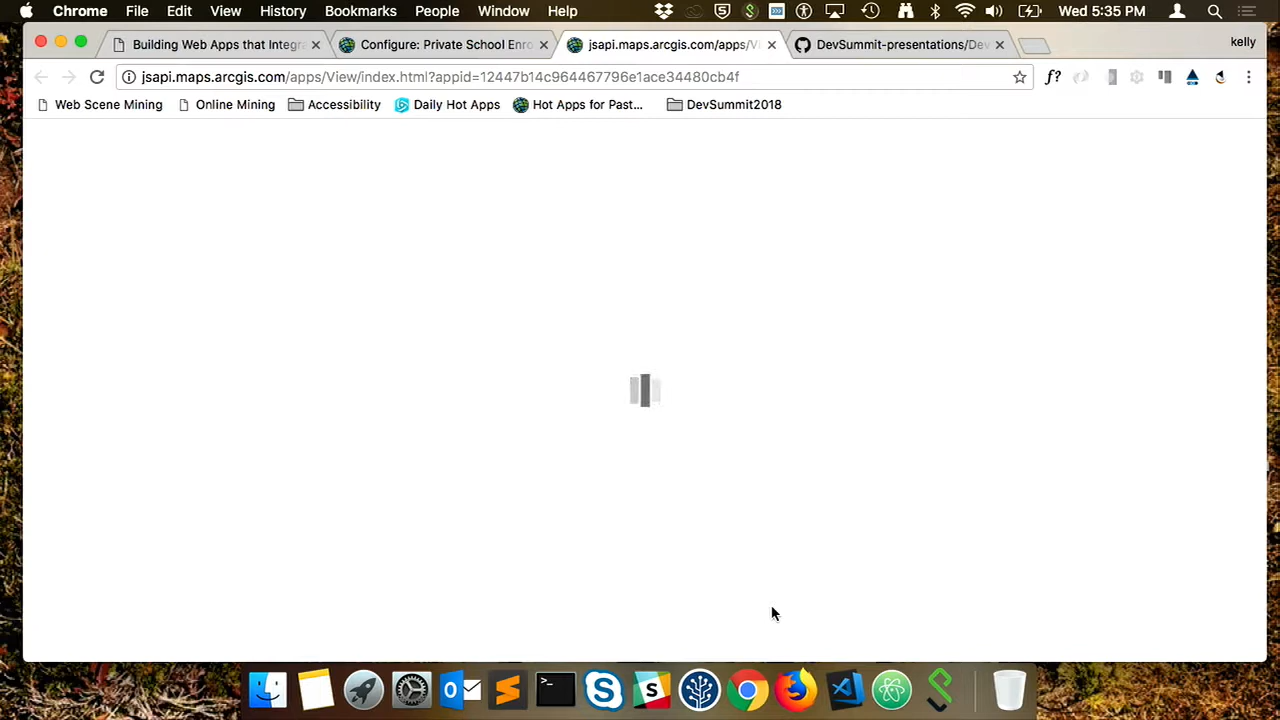 Chrome File Edit View History Bookmarks People Window Help Wed 5:35 PM
Building Web Apps that Integr Configure: Private School Enro jsapi.maps.arcgis.com/apps/Vi DevSummit-presentations/Dev kelly
jsapi.maps.arcgis.com/apps/View/index.html?appid=12447b14c964467796e1ace34480cb4f f?
Web Scene Mining Online Mining Accessibility Daily Hot Apps Hot Apps for Past... DevSummit2018